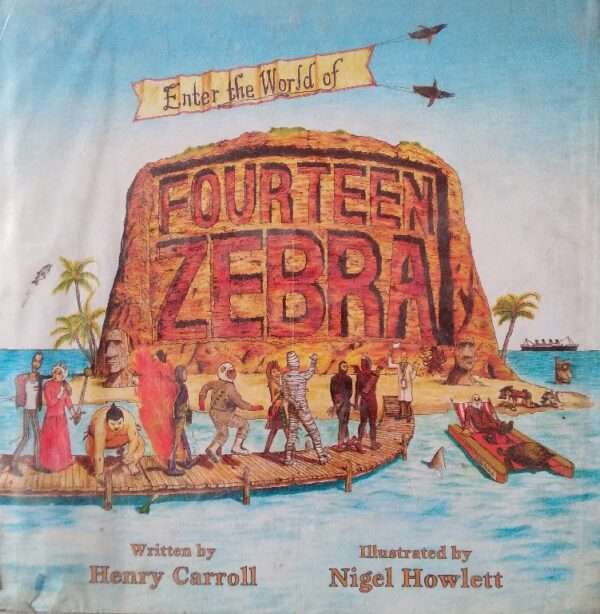 Enter the World of
FOURTEEN
ZEBRA
Written by
Henry Carroll
Illustrated by
Nigel Howlett